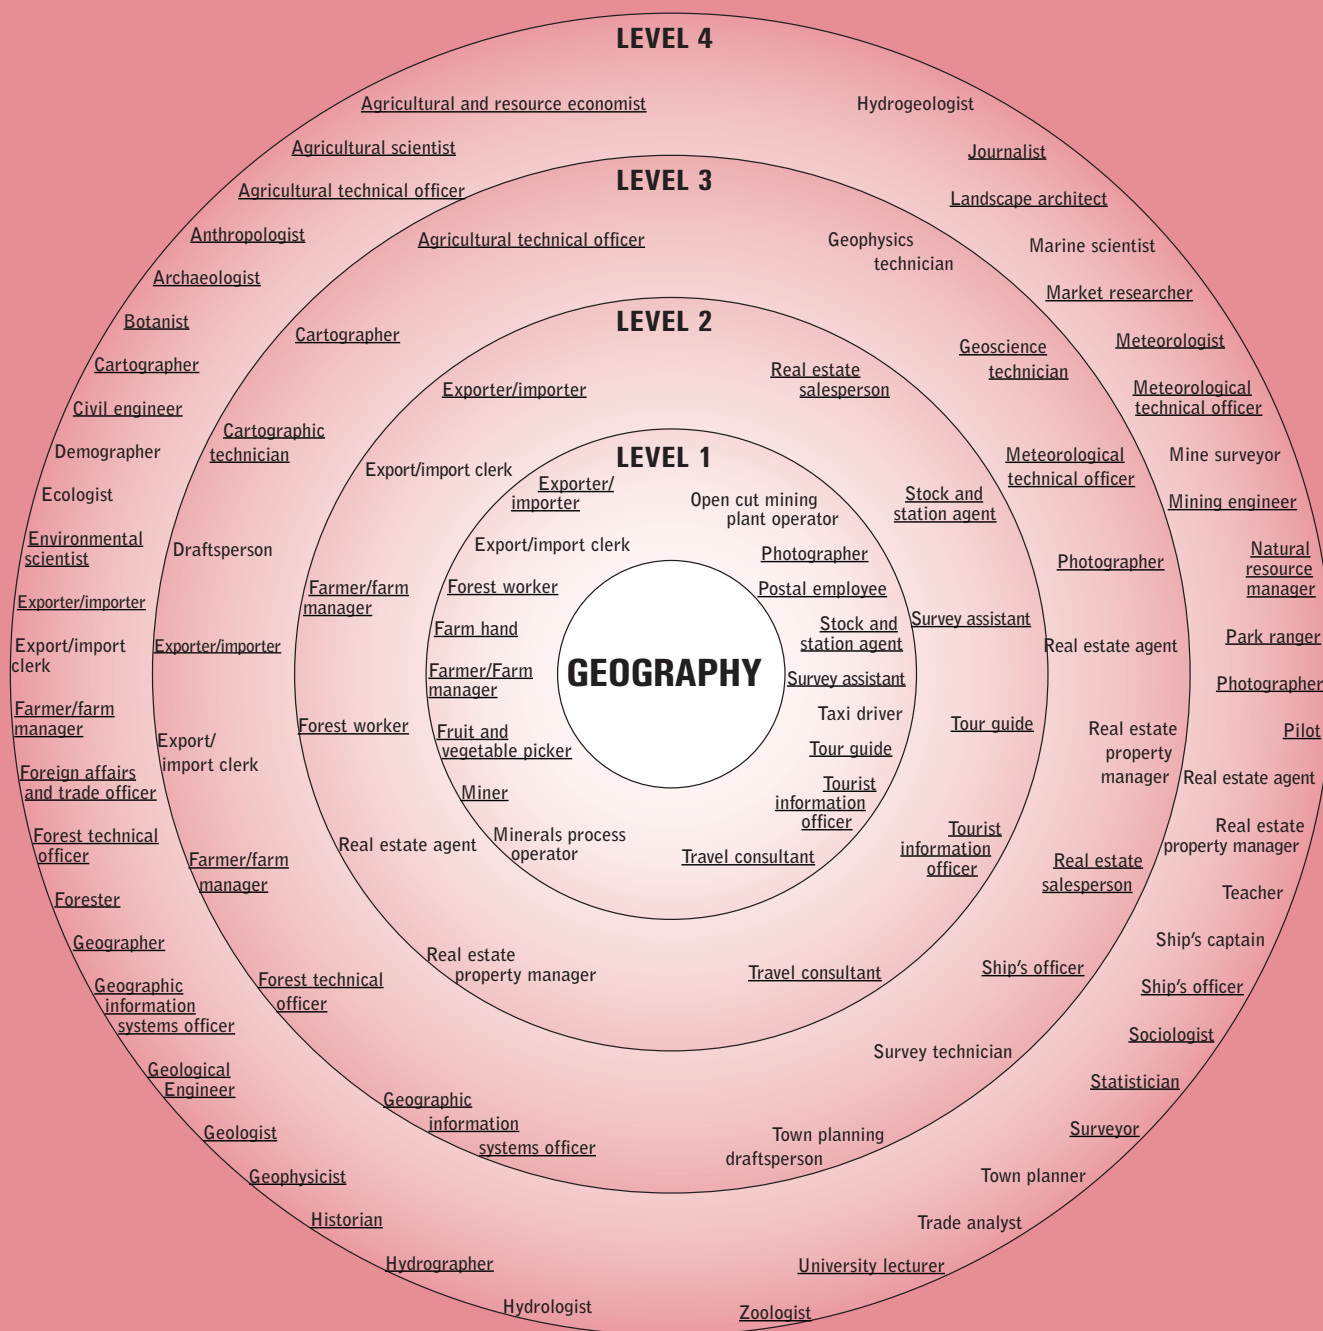 LEVEL 4
Agricultural and resource economist
Agricultural scientist
Agricultural technical officer
Anthropologist
Archaeologist
Botanist
Cartographer
Civil engineer
Demographer
Ecologist
Environmental
scientist
Exporter/importer
Export/import
clerk
Farmer/farm
manager
Foreign affairs
and trade officer
Forest technical
officer
Forester
Geographer
Geographic
information
systems officer
Geological
Engineer
Geologist
Geophysicist
Historian
Hydrographer
Hydrologist
Hydrogeologist
Journalist
Landscape architect
Marine scientist
Market researcher
Meteorologist
Meteorological
technical officer
Mine surveyor
Mining engineer
Natural
resource
manager
Park ranger
Photographer
Pilot
Real estate agent
Real estate
property manager
Teacher
Ship's captain
Ship's officer
Sociologist
Statistician
Surveyor
Town planner
Trade analyst
University lecturer
Zoologist
LEVEL 3
Agricultural technical officer
Cartographer
Cartographic
technician
Draftsperson
Exporter/importer
Export/
import clerk
Farmer/farm
manager
Forest technical
officer
Geographic
information
systems officer
Geophysics
technician
Geoscience
technician
Meteorological
technical officer
Photographer
Real estate agent
Real estate
property
manager
Real estate
salesperson
Ship's officer
Survey technician
Town planning
draftsperson
LEVEL 2
Exporter/importer
Export/import clerk
Farmer/farm
manager
Forest worker
Real estate agent
Real estate
property manager
Real estate
salesperson
Stock and
station agent
Survey assistant
Tour guide
Tourist
information
officer
Travel consultant
LEVEL 1
Exporter/
importer
Export/import clerk
Forest worker
Farm hand
Farmer/Farm
manager
Fruit and
vegetable picker
Miner
Minerals process
operator
Open cut mining
plant operator
Photographer
Postal employee
Stock and
station agent
Survey assistant
Taxi driver
Tour guide
Tourist
information
officer
Travel consultant
GEOGRAPHY